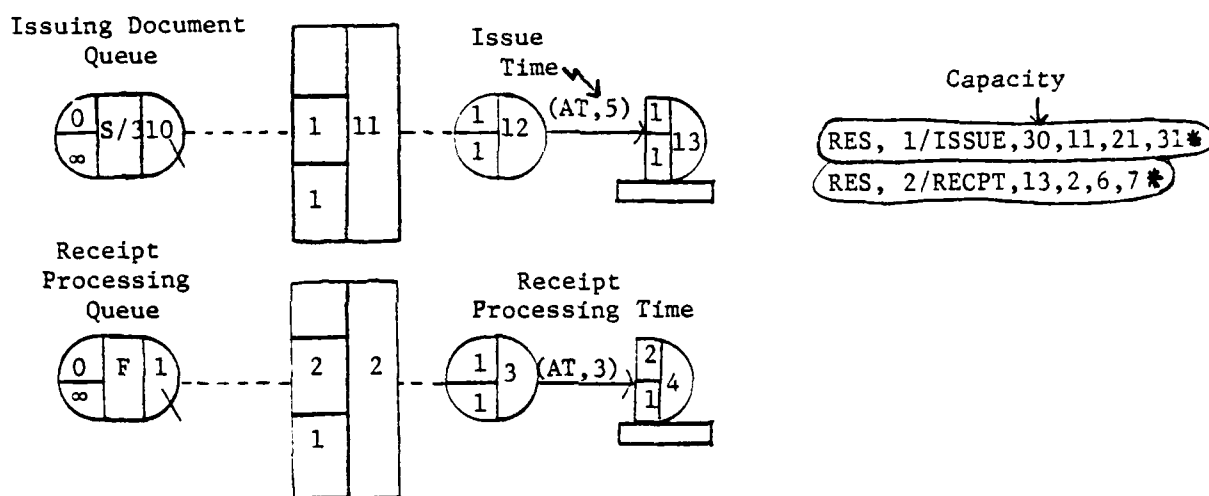 Issuing Document
Queue
0
∞
S/3
10
1
1
11
1
1
12
Issue
Time
(AT,5)
1
1
13
Capacity
RES, 1/ISSUE,30,11,21,31*
RES, 2/RECPT,13,2,6,7*
Receipt
Processing
Queue
0
∞
F
1
2
1
2
1
1
3
Receipt
Processing Time
(AT,3)
2
1
4